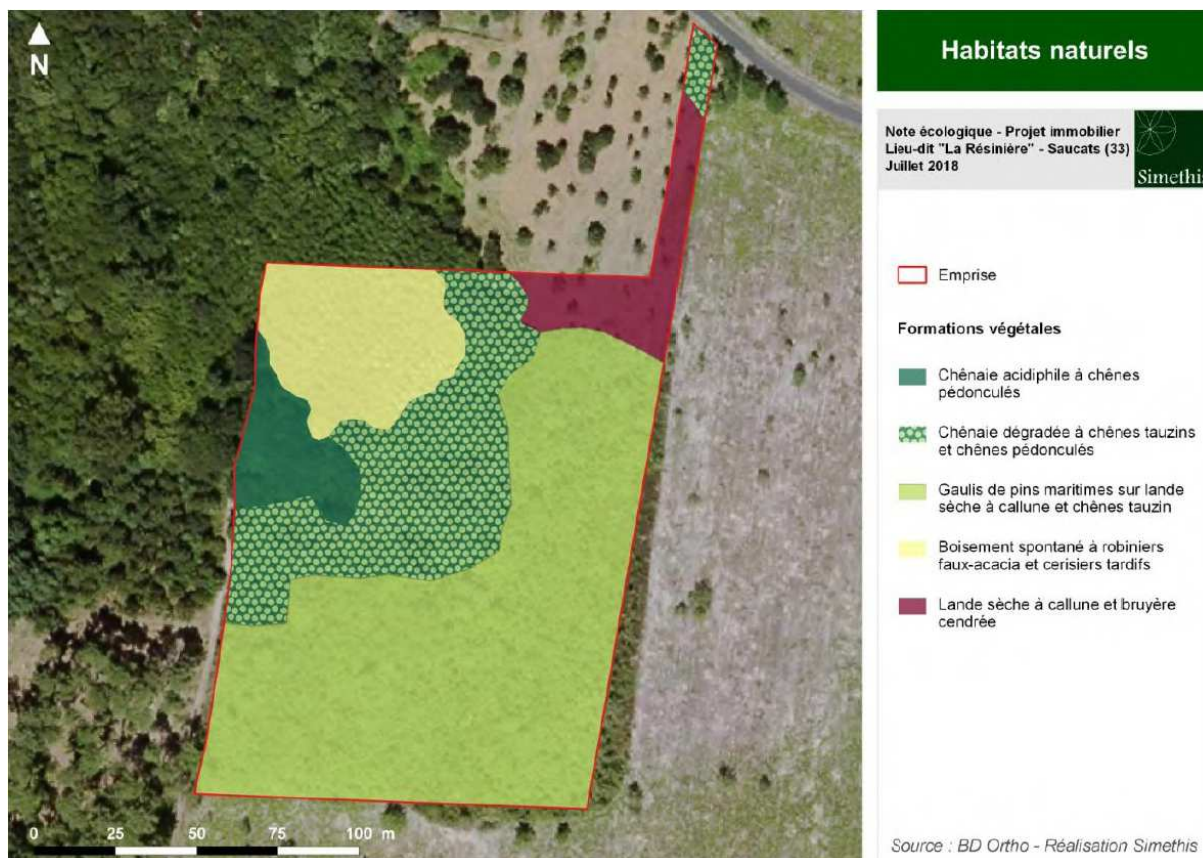 N
0 25 50 75 100 m
Habitats naturels
Note écologique - Projet immobilier
Lieu-dit "La Résinière" - Saucats (33)
Juillet 2018
Simethis
Emprise
Formations végétales
Chênaie acidiphile à chênes
pédonculés
Chênaie dégradée à chênes tauzins
et chênes pédonculés
Gaulis de pins maritimes sur lande
sèche à callune et chênes tauzin
Boisement spontané à robiniers
faux-acacia et cerisiers tardifs
Lande sèche à callune et bruyère
cendrée
Source : BD Ortho - Réalisation Simethis